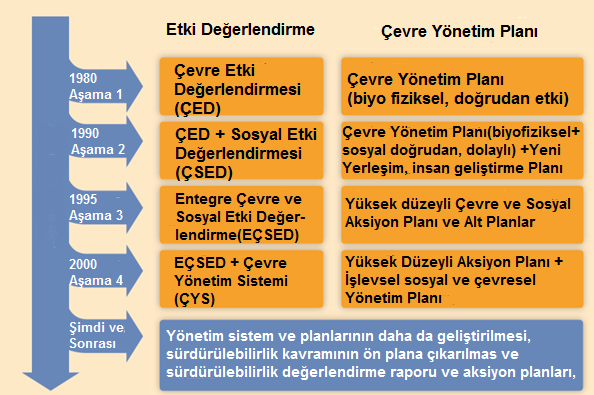 Etki Değerlendirme
Çevre Yönetim Planı
1980
Aşama 1
Çevre Etki
Değerlendirmesi
(ÇED)
Çevre Yönetim Planı
(biyo fiziksel, doğrudan etki)
1990
Aşama 2
ÇED + Sosyal Etki
Değerlendirmesi
(ÇSED)
Çevre Yönetim Planı(biyofiziksel+
sosyal doğrudan, dolaylı) +Yeni
Yerleşim, insan geliştirme Planı
1995
Aşama 3
Entegre Çevre ve
Sosyal Etki Değer-
lendirme(EÇSED)
Yüksek düzeyli Çevre ve Sosyal
Aksiyon Planı ve Alt Planlar
2000
Aşama 4
EÇSED + Çevre
Yönetim Sistemi
(ÇYS)
Yüksek Düzeyli Aksiyon Planı +
İşlevsel sosyal ve çevresel
Yönetim Planı
Şimdi ve
Sonrası
Yönetim sistem ve planlarının daha da geliştirilmesi,
sürdürülebilirlik kavramının ön plana çıkarılmas ve
sürdürülebilirlik değerlendirme raporu ve aksiyon planları,